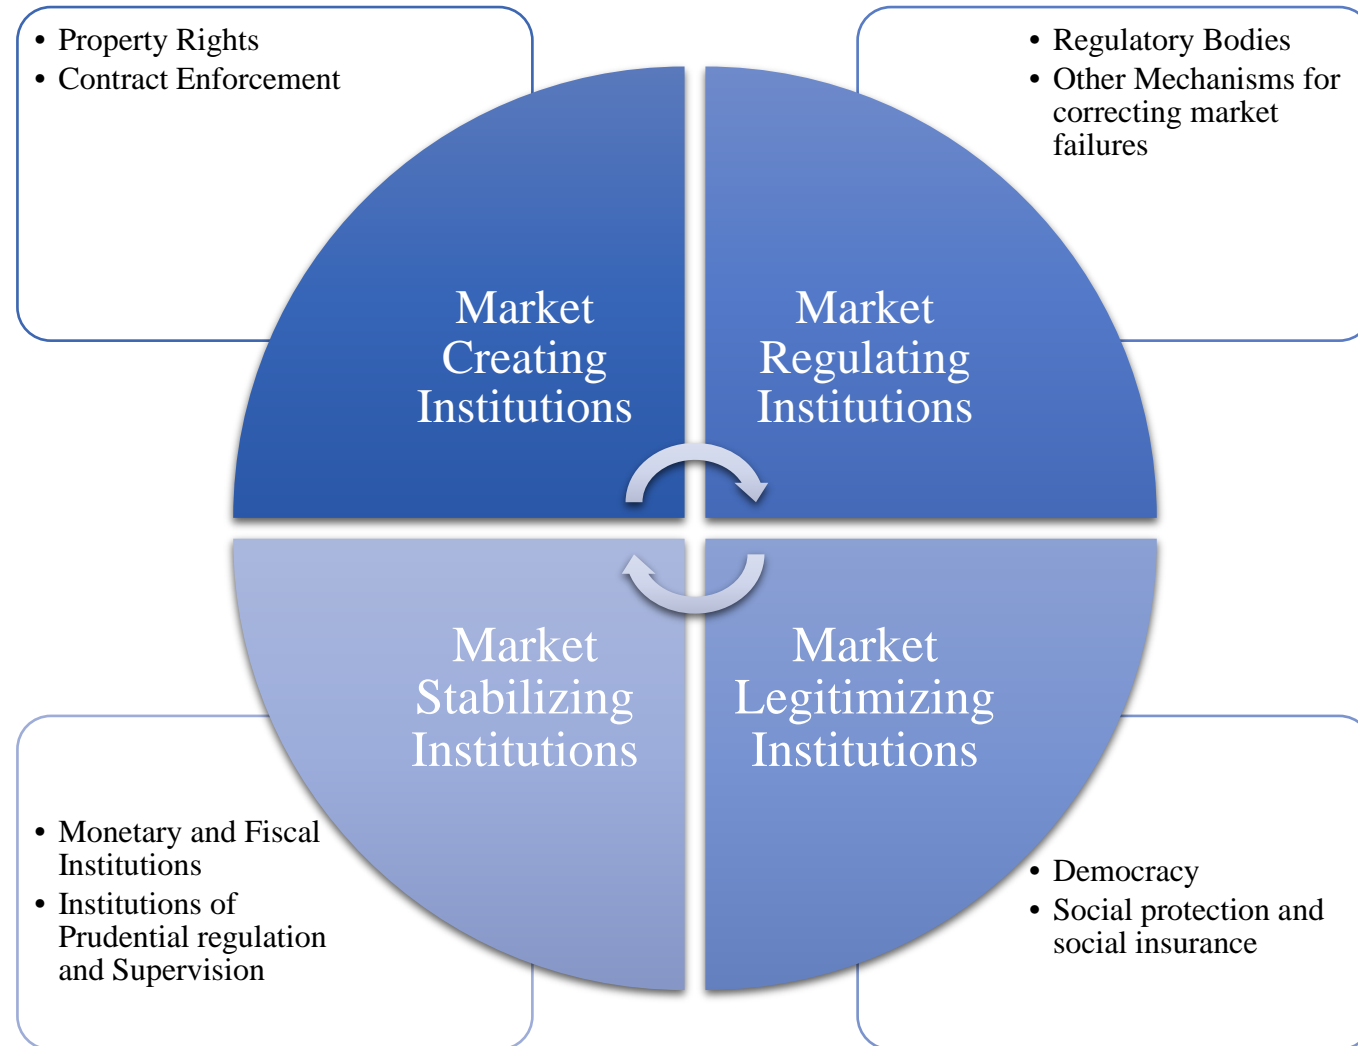 • Property Rights
• Contract Enforcement
• Regulatory Bodies
• Other Mechanisms for
correcting market
failures
Market
Creating
Institutions
Market
Regulating
Institutions
Market
Stabilizing
Institutions
Market
Legitimizing
Institutions
• Monetary and Fiscal
Institutions
• Institutions of
Prudential regulation
and Supervision
• Democracy
• Social protection and
social insurance